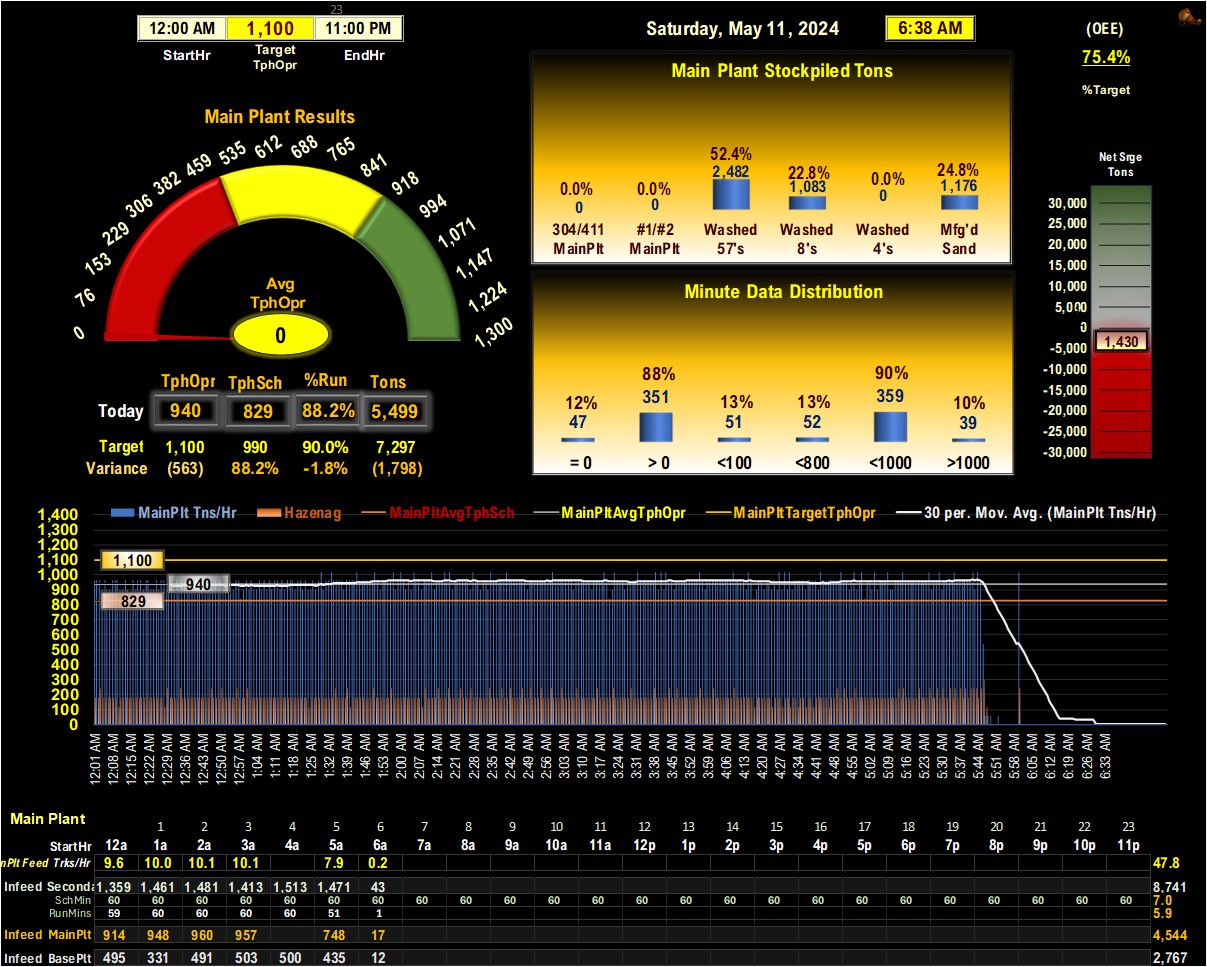 23
12:00 AM 1,100 11:00 PM
StartHr Target TphOpr EndHr
Saturday, May 11, 2024 6:38 AM
(OEE)
75.4%
%Target
Main Plant Stockpiled Tons
52.4% 22.8% 24.8%
0.0% 0.0% 2,482 1,083 0.0% 1,176
0 0 0
304/411 #1/#2 Washed Washed Washed Mfg'd
MainPlt MainPlt 57's 8's 4's Sand
Main Plant Results
0 76 153 229 306 382 459 535 612 688 765 841 918 994 1,071 1,147 1,224 1,300
Avg
TphOpr
0
Net Srge
Tons
30,000
25,000
20,000
15,000
10,000
5,000
0
1,430
-5,000
-10,000
-15,000
-20,000
-25,000
-30,000
Minute Data Distribution
12% 88% 13% 13% 90% 10%
47 351 51 52 359 39
= 0 > 0 <100 <800 <1000 >1000
TphOpr TphSch %Run Tons
Today 940 829 88.2% 5,499
Target 1,100 990 90.0% 7,297
Variance (563) 88.2% -1.8% (1,798)
MainPlt Tns/Hr Hazenag MainPltAvgTphSch MainPltAvgTphOpr MainPltTargetTphOpr 30 per. Mov. Avg. (MainPlt Tns/Hr)
1,400
1,300
1,200
1,100
1,000
900
800
700
600
500
400
300
200
100
0
1,100
940
829
12:01 AM 12:08 AM 12:15 AM 12:22 AM 12:29 AM 12:36 AM 12:43 AM 12:50 AM 12:57 AM 1:04 AM 1:11 AM 1:18 AM 1:25 AM 1:32 AM 1:39 AM 1:46 AM 1:53 AM 2:00 AM 2:07 AM 2:14 AM 2:21 AM 2:28 AM 2:35 AM 2:42 AM 2:49 AM 2:56 AM 3:03 AM 3:10 AM 3:17 AM 3:24 AM 3:31 AM 3:38 AM 3:45 AM 3:52 AM 3:59 AM 4:06 AM 4:13 AM 4:20 AM 4:27 AM 4:34 AM 4:41 AM 4:48 AM 4:55 AM 5:02 AM 5:09 AM 5:16 AM 5:23 AM 5:30 AM 5:37 AM 5:44 AM 5:51 AM 5:58 AM 6:05 AM 6:12 AM 6:19 AM 6:26 AM 6:33 AM
Main Plant
1 2 3 4 5 6 7 8 9 10 11 12 13 14 15 16 17 18 19 20 21 22 23
StartHr 12a 1a 2a 3a 4a 5a 6a 7a 8a 9a 10a 11a 12p 1p 2p 3p 4p 5p 6p 7p 8p 9p 10p 11p
nPlt Feed Trks/Hr 9.6 10.0 10.1 10.1 7.9 0.2 47.8
Infeed Seconda 1,359 1,461 1,481 1,413 1,513 1,471 43 8,741
SchMin 60 60 60 60 60 60 60 60 60 60 60 60 60 60 60 60 60 60 60 60 60 60 60 60 7.0
RunMins 59 60 60 60 60 51 1 5.9
Infeed MainPlt 914 948 960 957 748 17 4,544
Infeed BasePlt 495 331 491 503 500 435 12 2,767